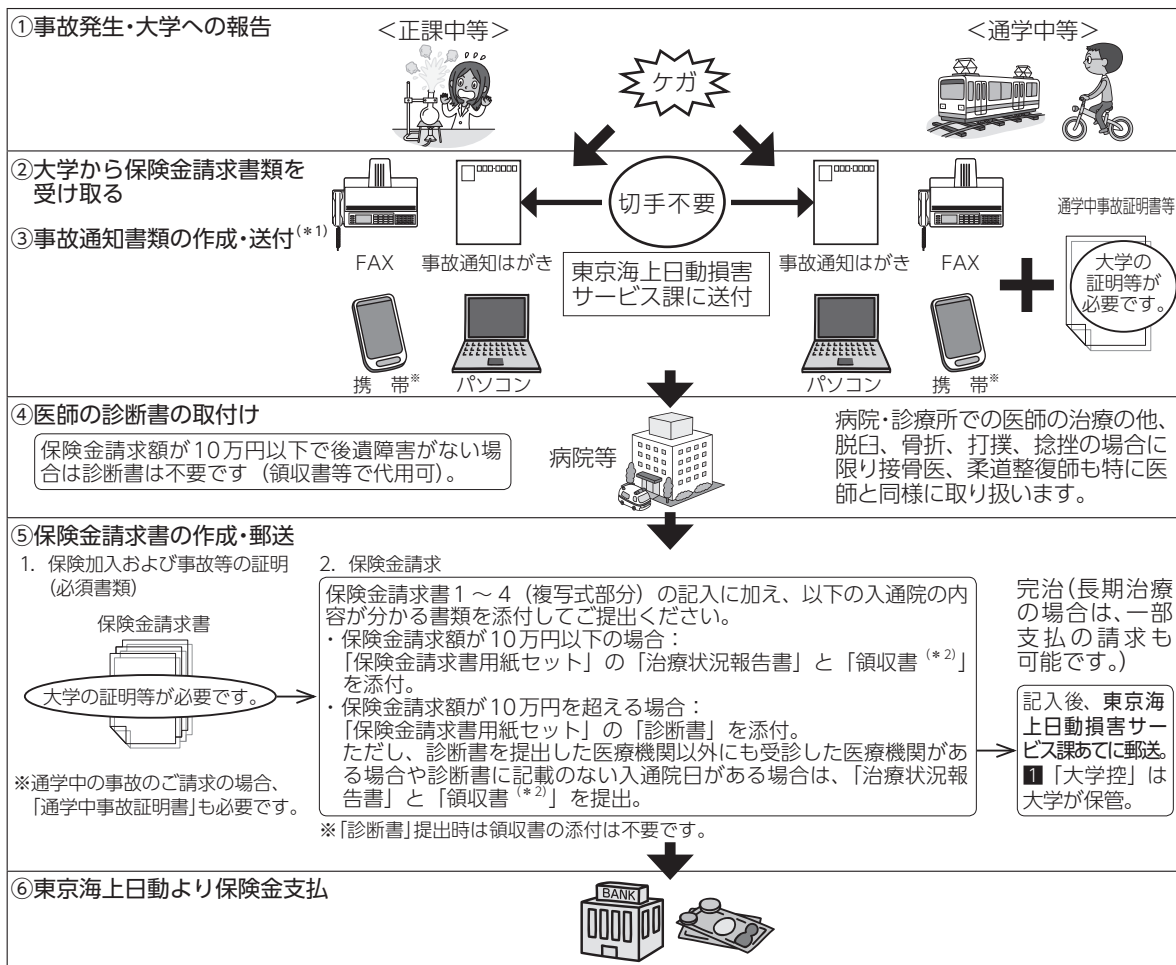 ①事故発生・大学への報告
＜正課中等＞
＜通学中等＞
ケガ
②大学から保険金請求書類を
受け取る
③事故通知書類の作成・送付(*1)
FAX
事故通知はがき
切手不要
東京海上日動損害
サービス課に送付
事故通知はがき
FAX
通学中事故証明書等
大学の
証明等が
必要です。
携　帯※
パソコン
パソコン
携　帯※
④医師の診断書の取付け
保険金請求額が10万円以下で後遺障害がない場
合は診断書は不要です（領収書等で代用可）。
病院等
病院・診療所での医師の治療の他、
脱臼、骨折、打撲、捻挫の場合に
限り接骨医、柔道整復師も特に医
師と同様に取り扱います。
⑤保険金請求書の作成・郵送
1. 保険加入および事故等の証明
(必須書類)
保険金請求書
大学の証明等が必要です。
※通学中の事故のご請求の場合、
「通学中事故証明書」も必要です。
2. 保険金請求
保険金請求書1～4（複写式部分）の記入に加え、以下の入通院の内
容が分かる書類を添付してご提出ください。
・保険金請求額が10万円以下の場合：
「保険金請求書用紙セット」の「治療状況報告書」と「領収書(*2)」
を添付。
・保険金請求額が10万円を超える場合：
「保険金請求書用紙セット」の「診断書」を添付。
ただし、診断書を提出した医療機関以外にも受診した医療機関があ
る場合や診断書に記載のない入通院日がある場合は、「治療状況報
告書」と「領収書(*2)」を提出。
※「診断書」提出時は領収書の添付は不要です。
完治(長期治療
の場合は、一部
支払の請求も
可能です。)
記入後、東京海
上日動損害サー
ビス課あてに郵送。
1「大学控」は
大学が保管。
⑥東京海上日動より保険金支払
BANK